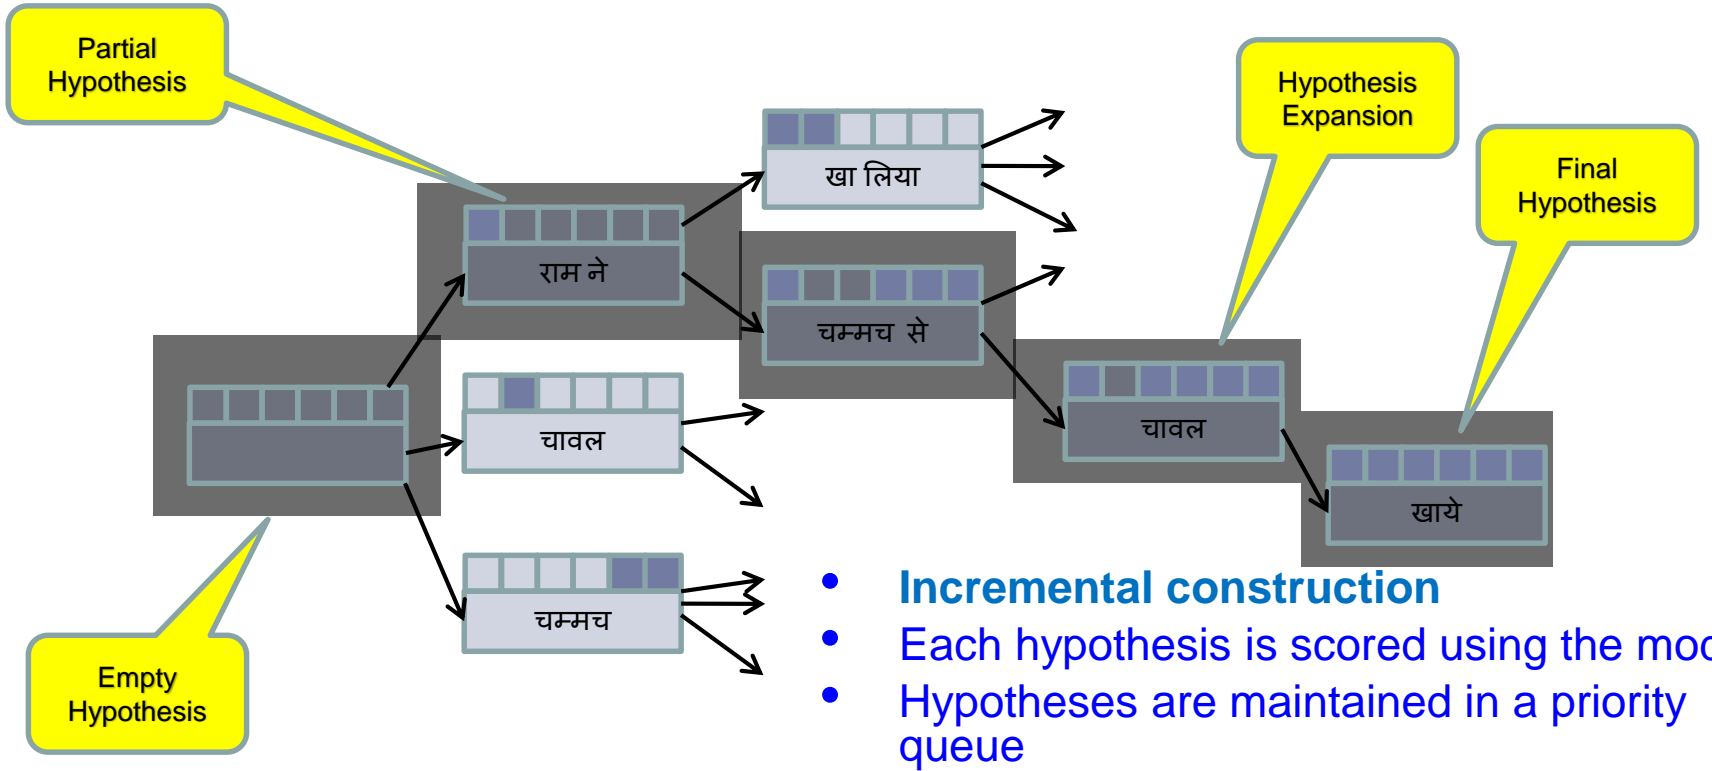 Partial
Hypothesis
Hypothesis
Expansion
Final
Hypothesis
खा लिया
राम ने
चम्मच से
चावल
चावल
खाये
चम्मच
Empty
Hypothesis
• Incremental construction
• Each hypothesis is scored using the
• Hypotheses are maintained in a priority
queue